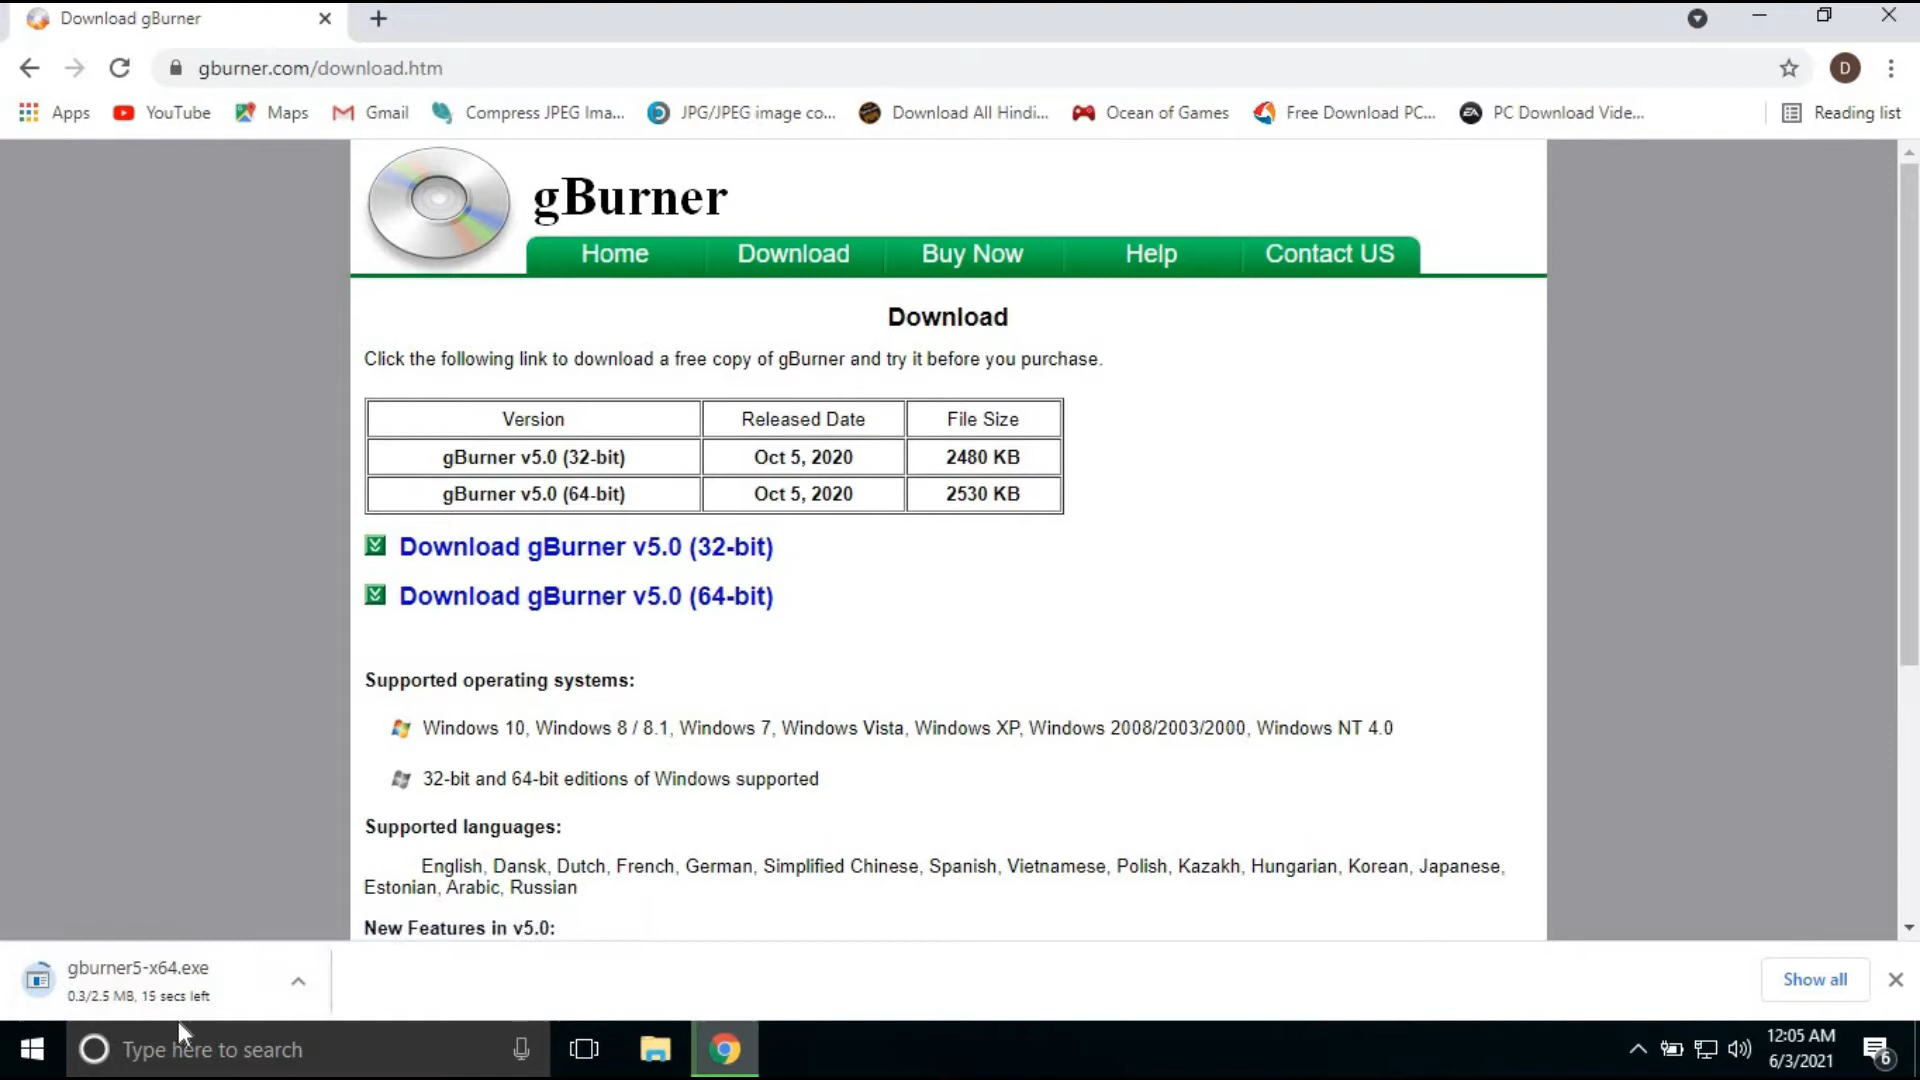 Download gBurner
gburner.com/download.htm
D
Apps YouTube Maps Gmail Compress JPEG Ima... JPG/JPEG image co... Download All Hindi... Ocean of Games Free Download PC... PC Download Vide... Reading list
gBurner
Home Download Buy Now Help Contact US
Download
Click the following link to download a free copy of gBurner and try it before you purchase.
Version Released Date File Size
gBurner v5.0 (32-bit) Oct 5, 2020 2480 KB
gBurner v5.0 (64-bit) Oct 5, 2020 2530 KB
Download gBurner v5.0 (32-bit)
Download gBurner v5.0 (64-bit)
Supported operating systems:
Windows 10, Windows 8 / 8.1, Windows 7, Windows Vista, Windows XP, Windows 2008/2003/2000, Windows NT 4.0
32-bit and 64-bit editions of Windows supported
Supported languages:
English, Dansk, Dutch, French, German, Simplified Chinese, Spanish, Vietnamese, Polish, Kazakh, Hungarian, Korean, Japanese,
Estonian, Arabic, Russian
New Features in v5.0:
gburner5-x64.exe
0.3/2.5 MB, 15 secs left
Show all
Type here to search
12:05 AM
6/3/2021
6